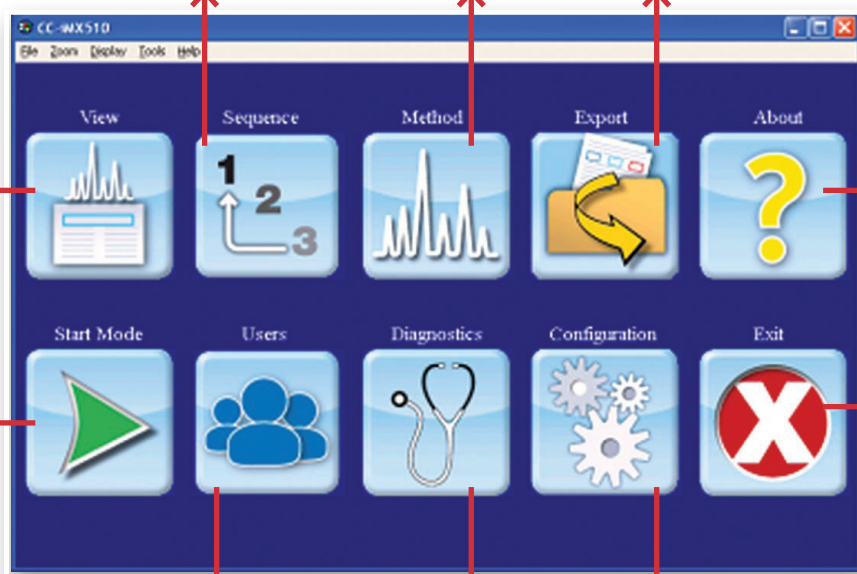 CC-iMX510
File Zoom Display Tools Help
View Sequence Method Export About
1
2
3
Start Mode Users Diagnostics Configuration Exit
X